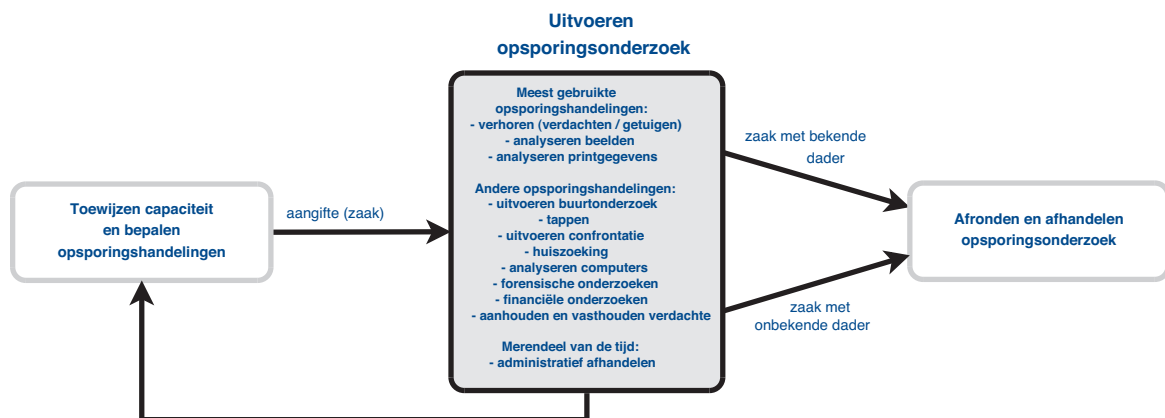 Uitvoeren
opsporingsonderzoek
Meest gebruikte
opsporingshandelingen:
- verhoren (verdachten / getuigen)
- analyseren beelden
- analyseren printgegevens
Andere opsporingshandelingen:
- uitvoeren buurtonderzoek
- tappen
- uitvoeren confrontatie
- huiszoeking
- analyseren computers
- forensische onderzoeken
- financiële onderzoeken
- aanhouden en vasthouden verdachte
Merendeel van de tijd:
- administratief afhandelen
Toewijzen capaciteit
en bepalen
opsporingshandelingen
aangifte (zaak)
zaak met bekende
dader
zaak met
onbekende dader
Afronden en afhandelen
opsporingsonderzoek